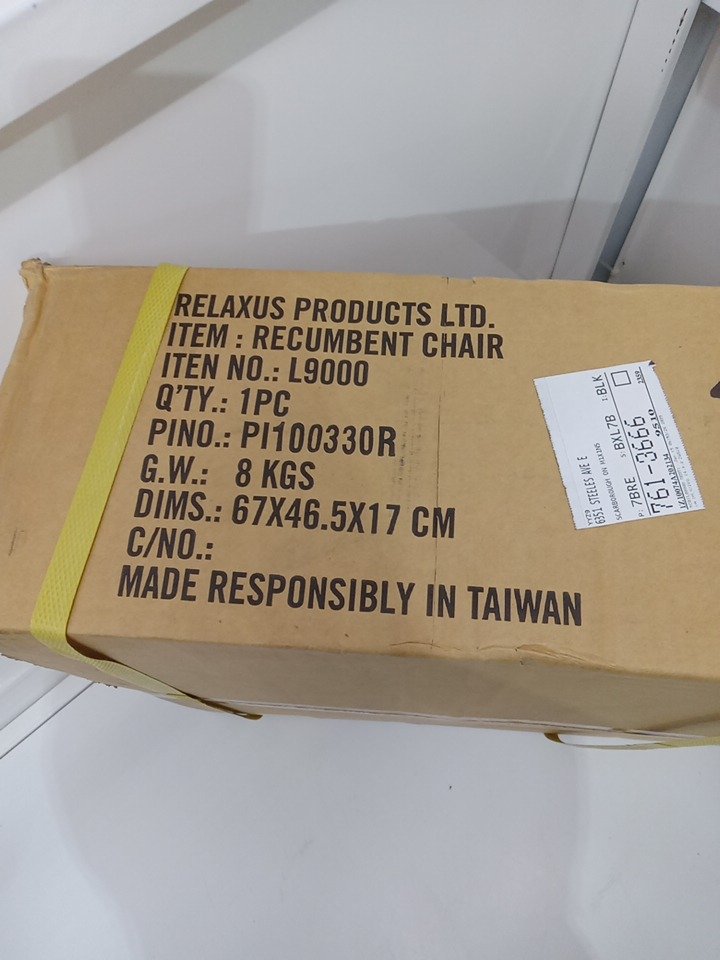 RELAXUS PRODUCTS LTD.
ITEM : RECUMBENT CHAIR
ITEN NO.: L9000
Q'TY.: 1PC
PINO.: PI100330R
G.W.: 8 KGS
DIMS.: 67X46.5X17 CM
C/NO.:
MADE RESPONSIBLY IN TAIWAN
6351 STEELES AVE E
SCARBOROUGH ON
P: 7BRE S: BXL7B I: BLK
761-3666